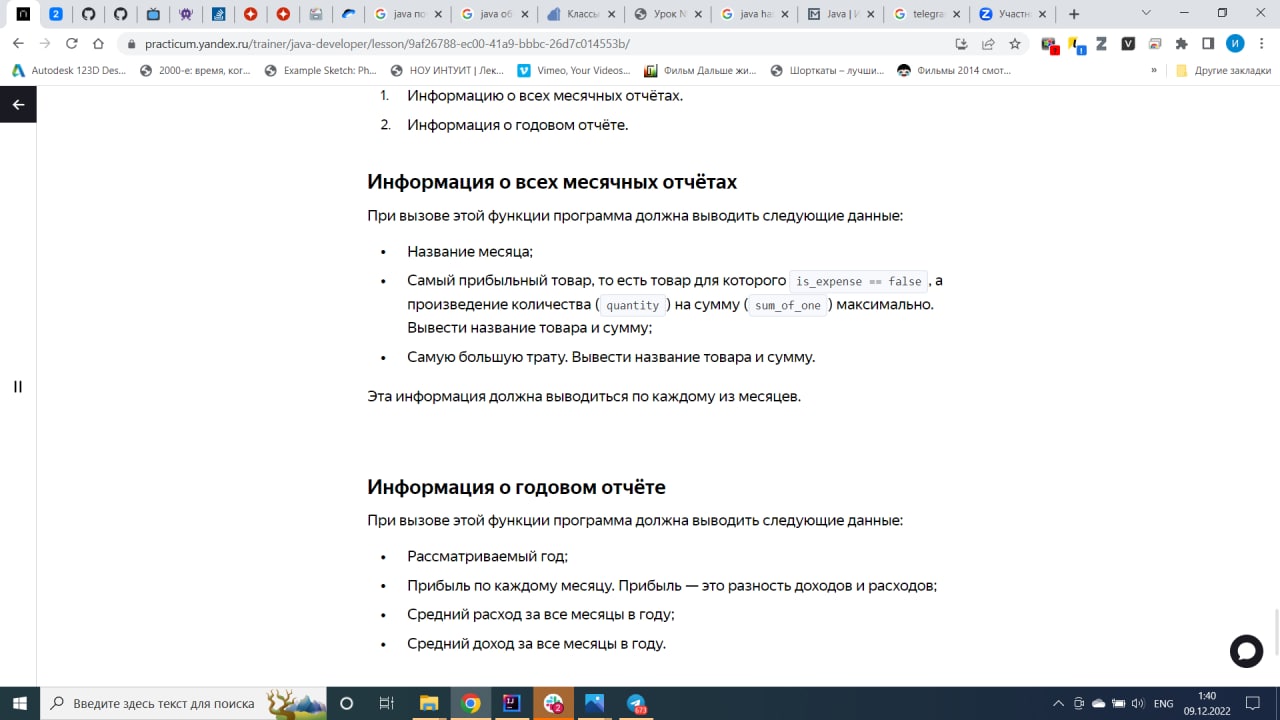 java по
java об
Классы
Урок N
java ha
Java | И
telegra
Участн
practicum.yandex.ru/trainer/java-developer/lesson/9af26786-ec00-41a9-bbbc-26d7c014553b/
Autodesk 123D Des...
2000-е: время, ког...
Example Sketch: Ph...
НОУ ИНТУИТ | Лек...
Vimeo, Your Videos...
Фильм Дальше жи...
Шорткаты – лучши...
Фильмы 2014 смот...
»
Другие закладки
1. Информацию о всех месячных отчётах.
2. Информация о годовом отчёте.
Информация о всех месячных отчётах
При вызове этой функции программа должна выводить следующие данные:
• Название месяца;
• Самый прибыльный товар, то есть товар для которого is_expense == false, а
произведение количества (quantity) на сумму (sum_of_one) максимально.
Вывести название товара и сумму;
• Самую большую трату. Вывести название товара и сумму.
Эта информация должна выводиться по каждому из месяцев.
Информация о годовом отчёте
При вызове этой функции программа должна выводить следующие данные:
• Рассматриваемый год;
• Прибыль по каждому месяцу. Прибыль — это разность доходов и расходов;
• Средний расход за все месяцы в году;
• Средний доход за все месяцы в году.
Введите здесь текст для поиска
ENG
1:40
09.12.2022